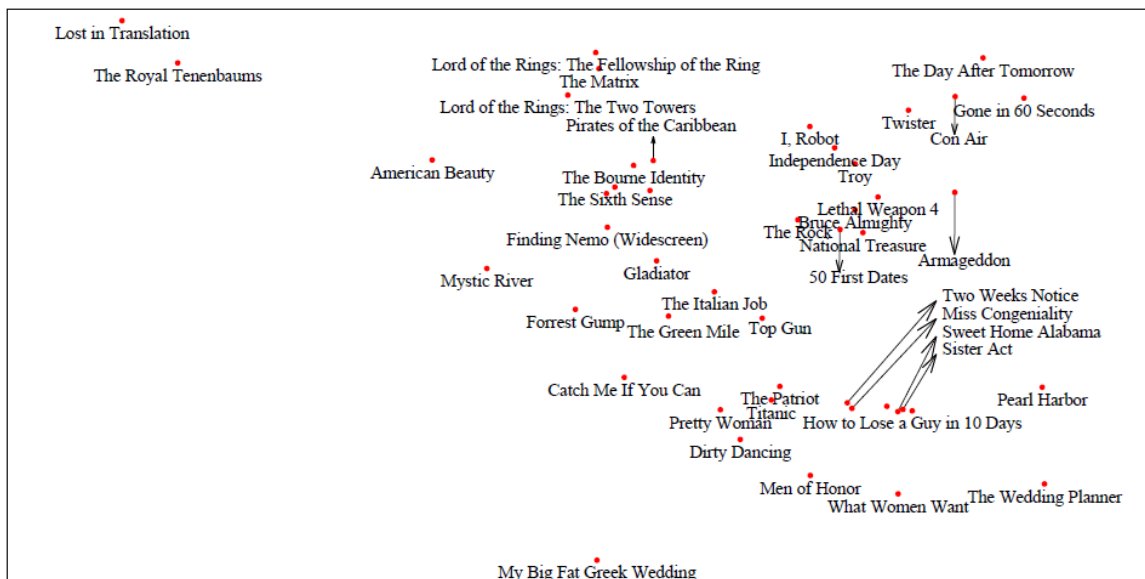 Lost in Translation
The Royal Tenenbaums
Lord of the Rings: The Fellowship of the Ring
The Matrix
The Day After Tomorrow
Lord of the Rings: The Two Towers
Gone in 60 Seconds
Twister
Pirates of the Caribbean
I, Robot
Con Air
Independence Day
American Beauty
The Bourne Identity
Troy
The Sixth Sense
Lethal Weapon 4
Bruce Almighty
The Rock
Finding Nemo (Widescreen)
National Treasure
Armageddon
Gladiator
Mystic River
50 First Dates
Two Weeks Notice
The Italian Job
Miss Congeniality
Forrest Gump
The Green Mile
Top Gun
Sweet Home Alabama
Sister Act
Catch Me If You Can
The Patriot
Pearl Harbor
Titanic
Pretty Woman
How to Lose a Guy in 10 Days
Dirty Dancing
Men of Honor
The Wedding Planner
What Women Want
My Big Fat Greek Wedding